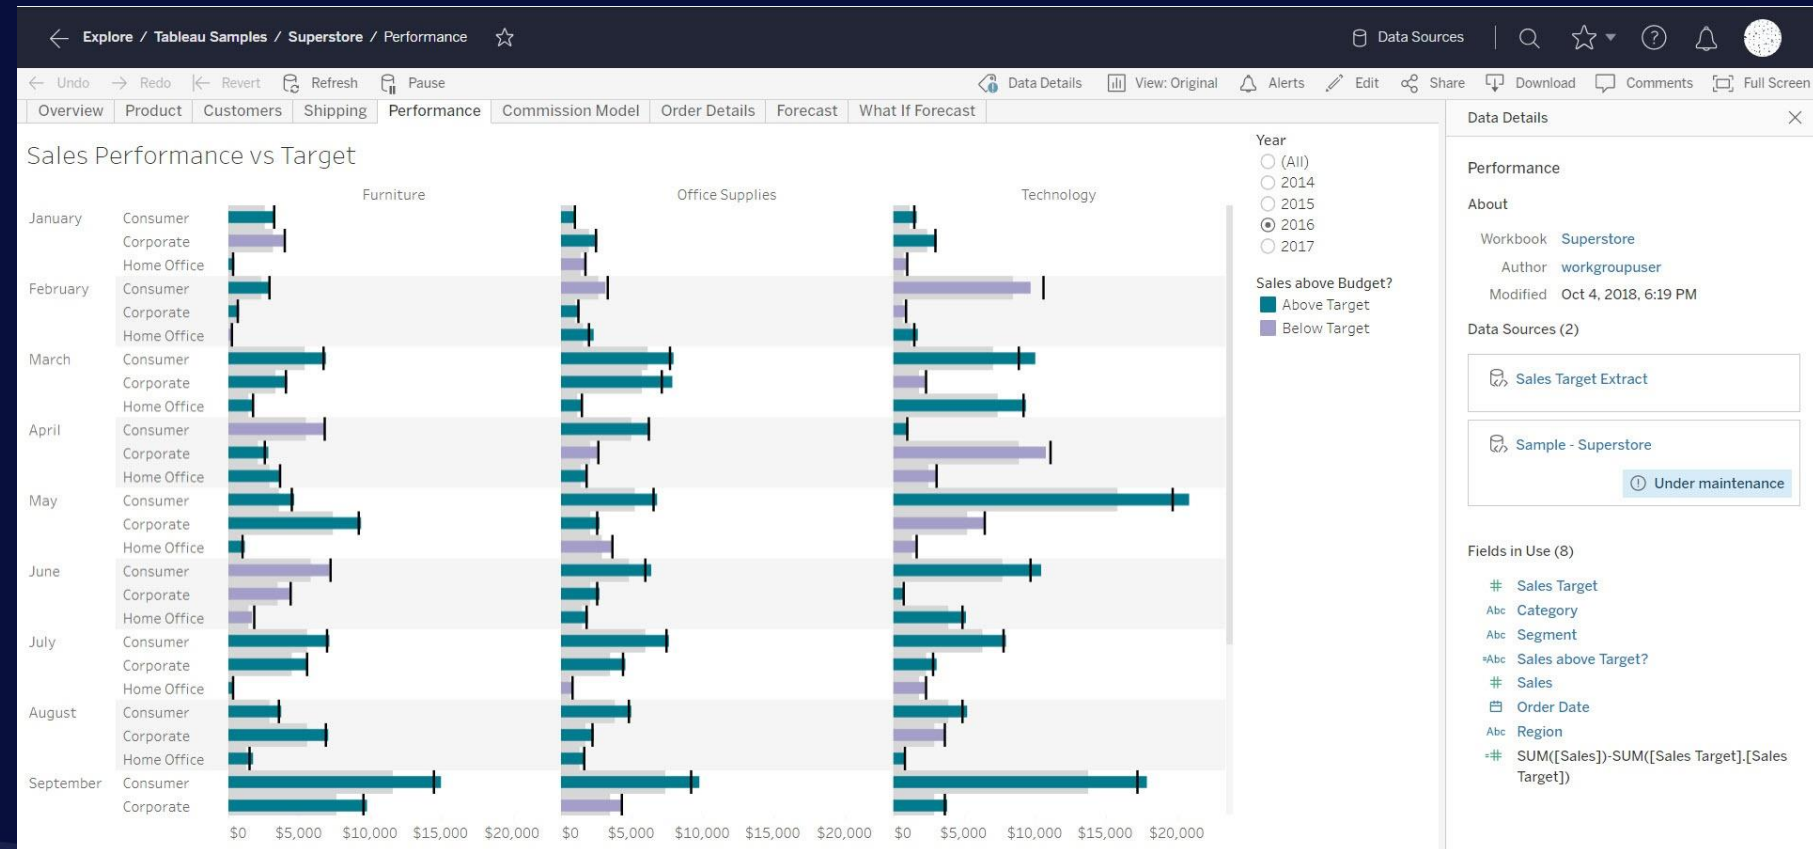 Explore / Tableau Samples / Superstore / Performance
Data Sources
Undo Redo Revert Refresh Pause
Data Details View: Original Alerts Edit Share Download Comments Full Screen
Overview Product Customers Shipping Performance Commission Model Order Details Forecast What If Forecast
Sales Performance vs Target
Furniture Office Supplies Technology
January Consumer
Corporate
Home Office
February Consumer
Corporate
Home Office
March Consumer
Corporate
Home Office
April Consumer
Corporate
Home Office
May Consumer
Corporate
Home Office
June Consumer
Corporate
Home Office
July Consumer
Corporate
Home Office
August Consumer
Corporate
Home Office
September Consumer
Corporate
$0 $5,000 $10,000 $15,000 $20,000 $0 $5,000 $10,000 $15,000 $20,000 $0 $5,000 $10,000 $15,000 $20,000
Year
(All)
2014
2015
2016
2017
Sales above Budget?
Above Target
Below Target
Data Details
Performance
About
Workbook Superstore
Author workgroupuser
Modified Oct 4, 2018, 6:19 PM
Data Sources (2)
Sales Target Extract
Sample - Superstore
Under maintenance
Fields in Use (8)
# Sales Target
Abc Category
Abc Segment
=Abc Sales above Target?
# Sales
Order Date
Abc Region
=# SUM([Sales])-SUM([Sales Target].[Sales
Target])